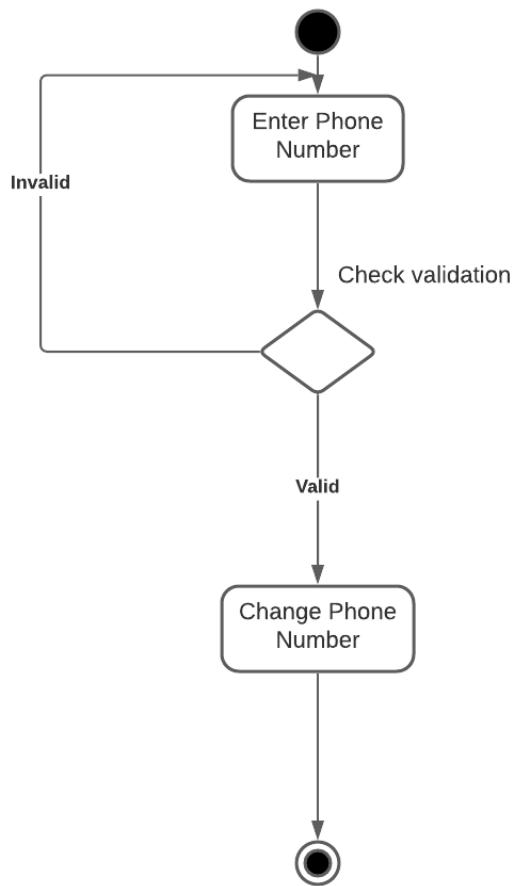 Enter Phone
Number
Invalid
Check validation
Valid
Change Phone
Number